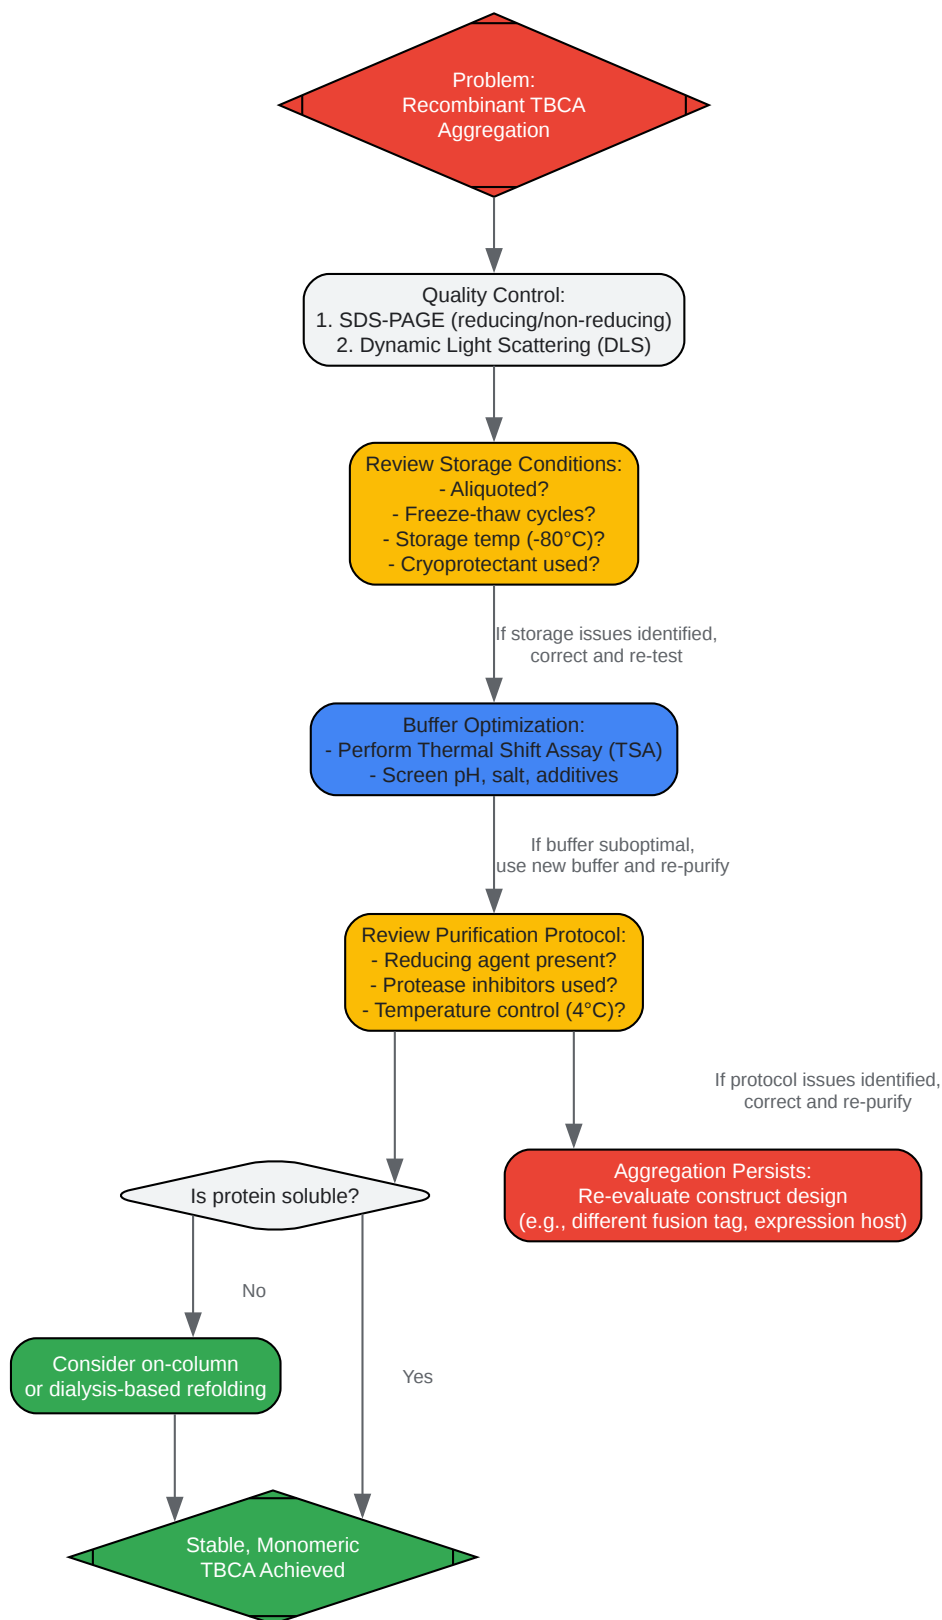 Problem:
Recombinant TBCA
Aggregation
Quality Control:
1. SDS-PAGE (reducing/non-reducing)
2. Dynamic Light Scattering (DLS)
Review Storage Conditions:
- Aliquoted?
- Freeze-thaw cycles?
- Storage temp (-80°C)?
- Cryoprotectant used?
If storage issues identified,
correct and re-test
Buffer Optimization:
- Perform Thermal Shift Assay (TSA)
- Screen pH, salt, additives
If buffer suboptimal,
use new buffer and re-purify
Review Purification Protocol:
- Reducing agent present?
- Protease inhibitors used?
- Temperature control (4°C)?
If protocol issues identified,
correct and re-purify
Is protein soluble?
Aggregation Persists:
Re-evaluate construct design
(e.g., different fusion tag, expression host)
No
Consider on-column
or dialysis-based refolding
Yes
Stable, Monomeric
TBCA Achieved